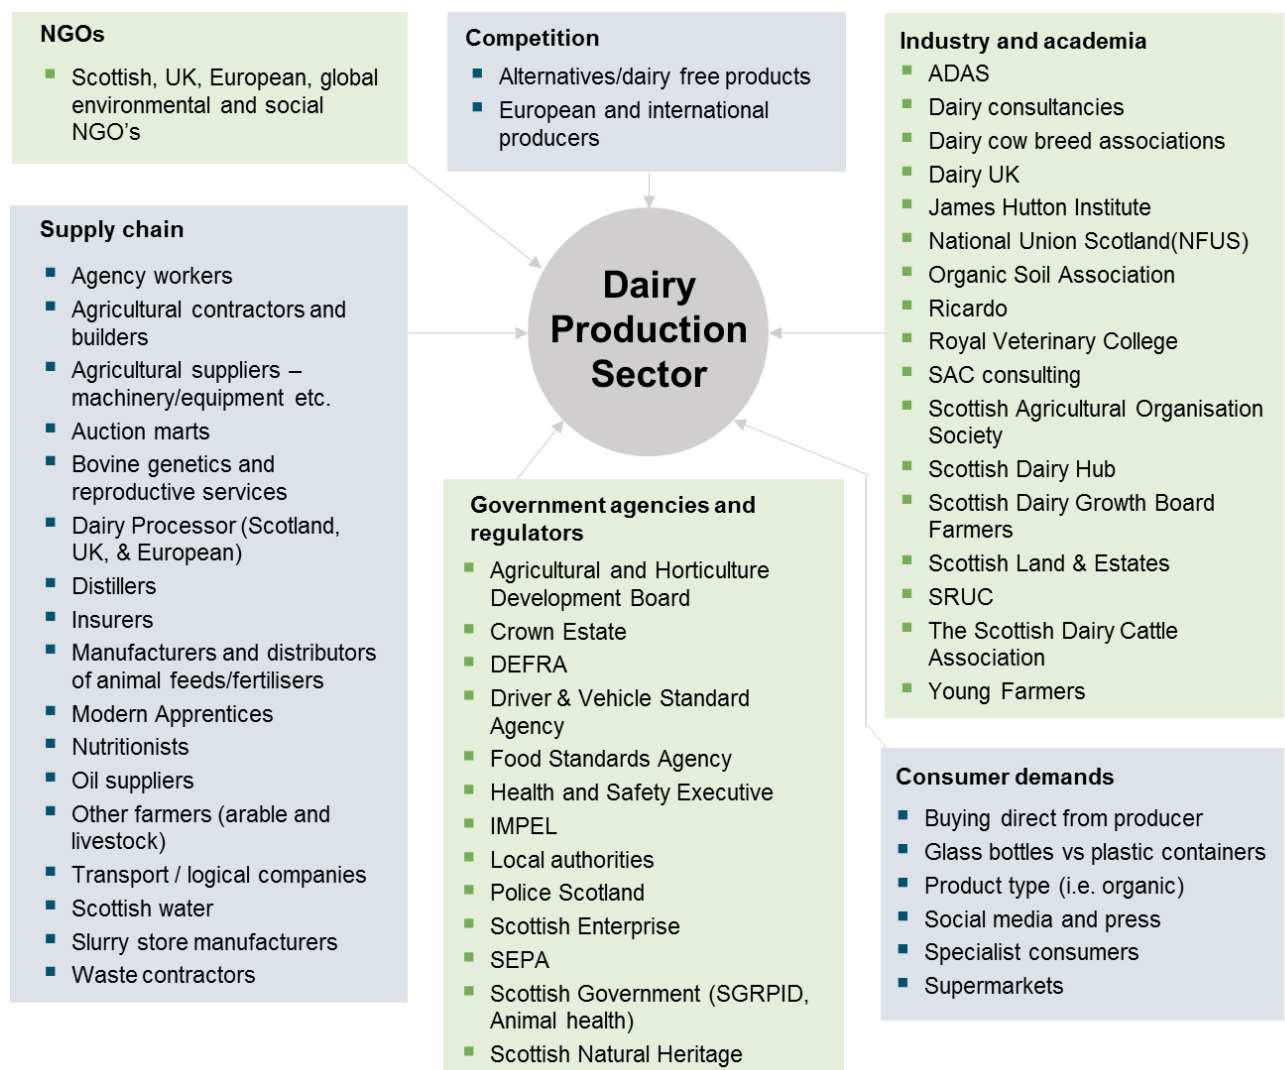 NGOs
Scottish, UK, European, global
environmental and social
NGO’s
Competition
Alternatives/dairy free products
European and international
producers
Industry and academia
ADAS
Dairy consultancies
Dairy cow breed associations
Dairy UK
James Hutton Institute
National Union Scotland(NFUS)
Organic Soil Association
Ricardo
Royal Veterinary College
SAC consulting
Scottish Agricultural Organisation
Society
Scottish Dairy Hub
Scottish Dairy Growth Board
Farmers
Scottish Land & Estates
SRUC
The Scottish Dairy Cattle
Association
Young Farmers
Supply chain
Agency workers
Agricultural contractors and
builders
Agricultural suppliers –
machinery/equipment etc.
Auction marts
Bovine genetics and
reproductive services
Dairy Processor (Scotland,
UK, & European)
Distillers
Insurers
Manufacturers and distributors
of animal feeds/fertilisers
Modern Apprentices
Nutritionists
Oil suppliers
Other farmers (arable and
livestock)
Transport / logical companies
Scottish water
Slurry store manufacturers
Waste contractors
Dairy
Production
Sector
Government agencies and
regulators
Agricultural and Horticulture
Development Board
Crown Estate
DEFRA
Driver & Vehicle Standard
Agency
Food Standards Agency
Health and Safety Executive
IMPEL
Local authorities
Police Scotland
Scottish Enterprise
SEPA
Scottish Government (SGRPID,
Animal health)
Scottish Natural Heritage
Consumer demands
Buying direct from producer
Glass bottles vs plastic containers
Product type (i.e. organic)
Social media and press
Specialist consumers
Supermarkets